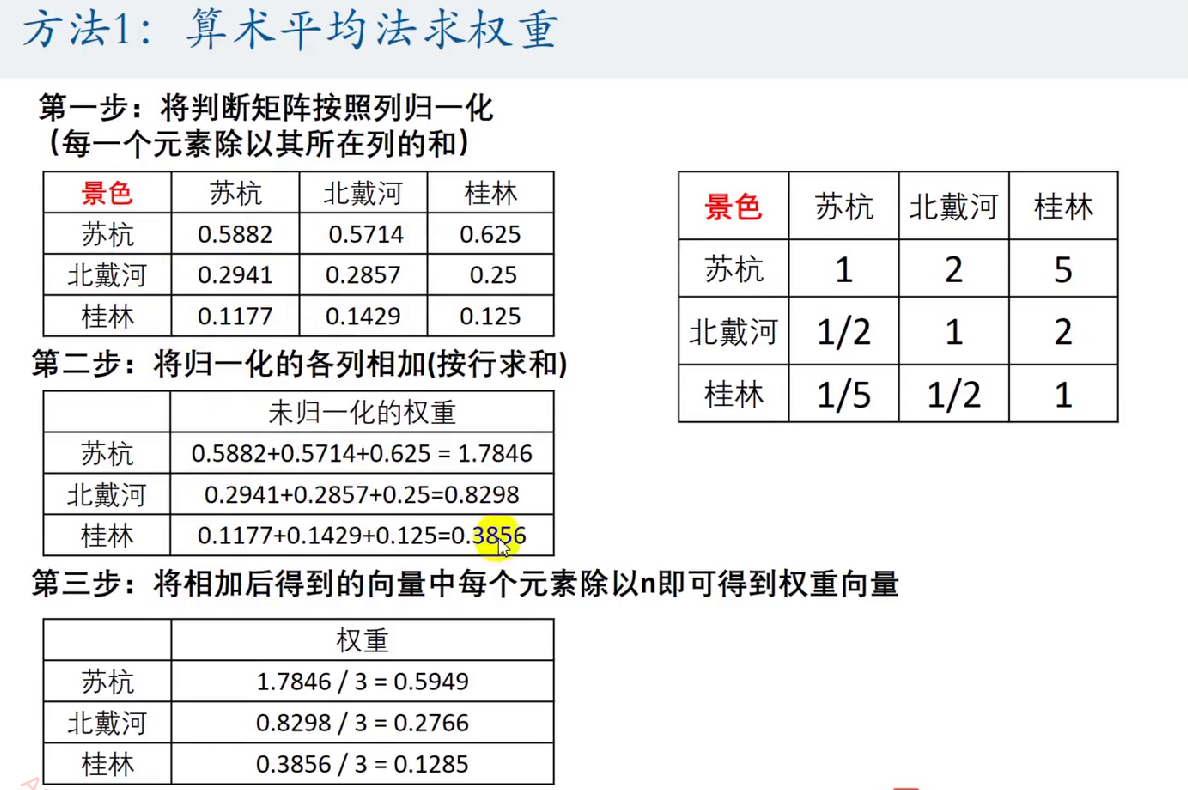 方法1：算术平均法求权重
第一步：将判断矩阵按照列归一化
（每一个元素除以其所在列的和）
景色 苏杭 北戴河 桂林
苏杭 0.5882 0.5714 0.625
北戴河 0.2941 0.2857 0.25
桂林 0.1177 0.1429 0.125
第二步：将归一化的各列相加(按行求和)
未归一化的权重
苏杭 0.5882+0.5714+0.625 = 1.7846
北戴河 0.2941+0.2857+0.25=0.8298
桂林 0.1177+0.1429+0.125=0.3856
第三步：将相加后得到的向量中每个元素除以n即可得到权重向量
权重
苏杭 1.7846 / 3 = 0.5949
北戴河 0.8298 / 3 = 0.2766
桂林 0.3856 / 3 = 0.1285
景色 苏杭 北戴河 桂林
苏杭 1 2 5
北戴河 1/2 1 2
桂林 1/5 1/2 1